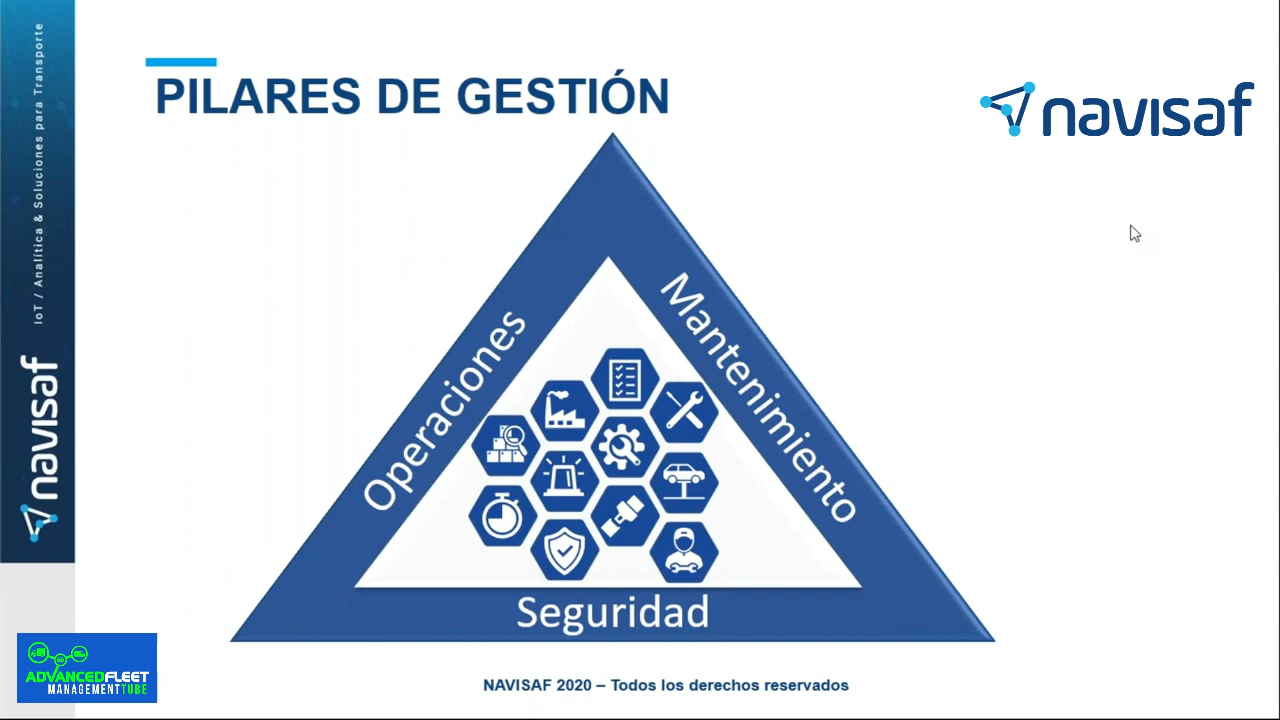 PILARES DE GESTIÓN
navisaf
IoT / Analítica & Soluciones para Transporte
navisaf
Operaciones
Mantenimiento
Seguridad
ADVANCEDFLEET
MANAGEMENTTUBE
NAVISAF 2020 – Todos los derechos reservados